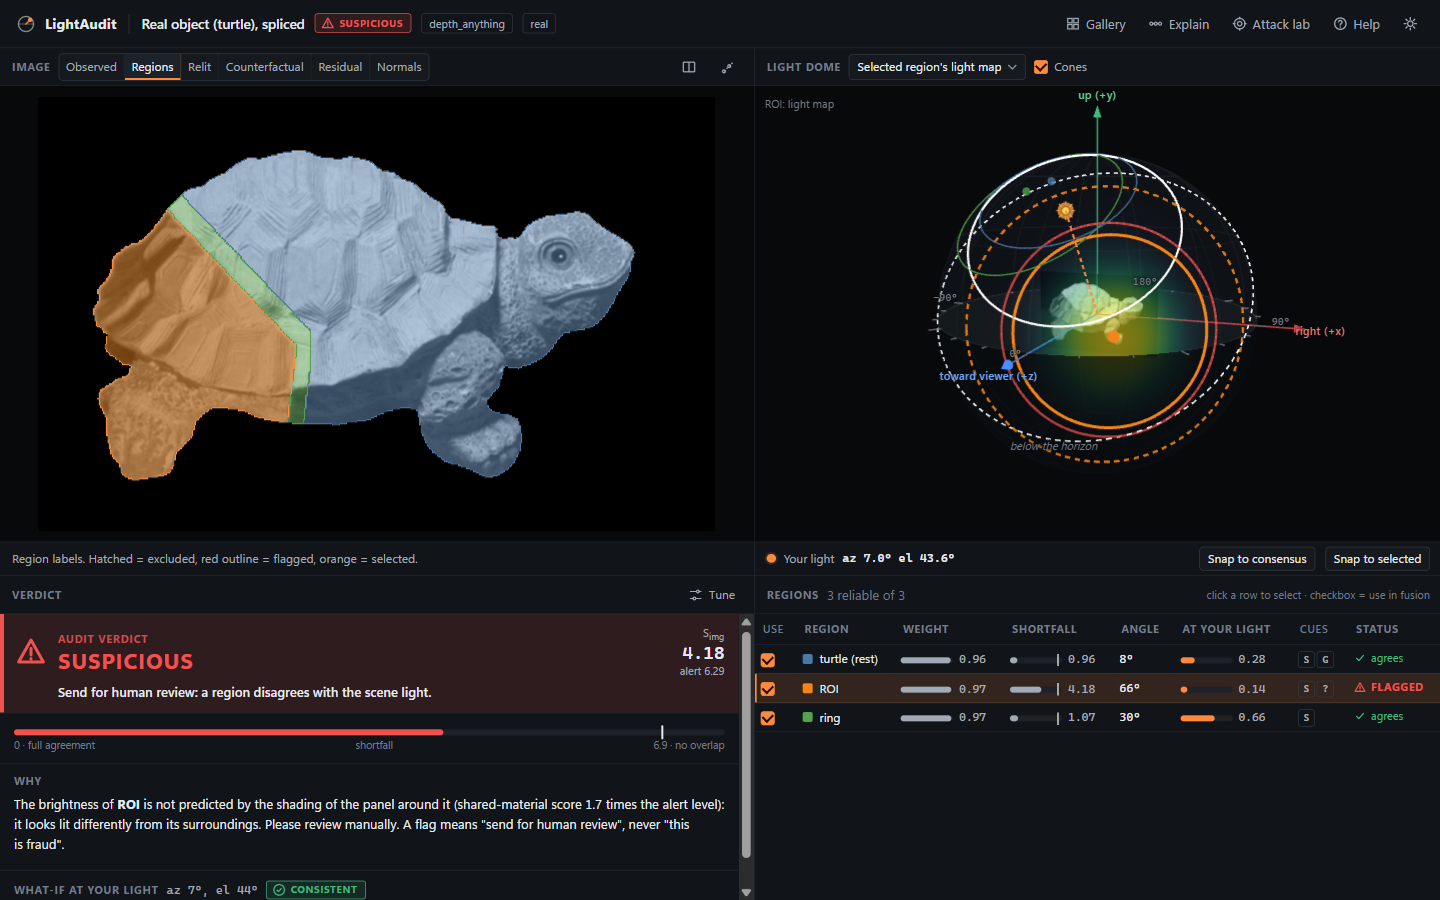 LightAudit
Real object (turtle), spliced
SUSPICIOUS
depth_anything
real
Gallery
Explain
Attack lab
Help
IMAGE
Observed
Regions
Relit
Counterfactual
Residual
Normals
LIGHT DOME
Selected region's light map
Cones
ROI: light map
up (+y)
180°
−90°
90°
right (+x)
0°
toward viewer (+z)
below the horizon
Region labels. Hatched = excluded, red outline = flagged, orange = selected.
Your light az 7.0° el 43.6°
Snap to consensus
Snap to selected
VERDICT
Tune
AUDIT VERDICT
SUSPICIOUS
Send for human review: a region disagrees with the scene light.
Simg
4.18
alert 6.29
0 · full agreement
shortfall
6.9 · no overlap
WHY
The brightness of ROI is not predicted by the shading of the panel around it (shared-material score 1.7 times the alert level):
it looks lit differently from its surroundings. Please review manually. A flag means "send for human review", never "this
is fraud".
WHAT-IF AT YOUR LIGHT az 7°, el 44° CONSISTENT
REGIONS 3 reliable of 3
click a row to select · checkbox = use in fusion
USE REGION WEIGHT SHORTFALL ANGLE AT YOUR LIGHT CUES STATUS
turtle (rest) 0.96 0.96 8° 0.28 S G agrees
ROI 0.97 4.18 66° 0.14 S ? FLAGGED
ring 0.97 1.07 30° 0.66 S agrees